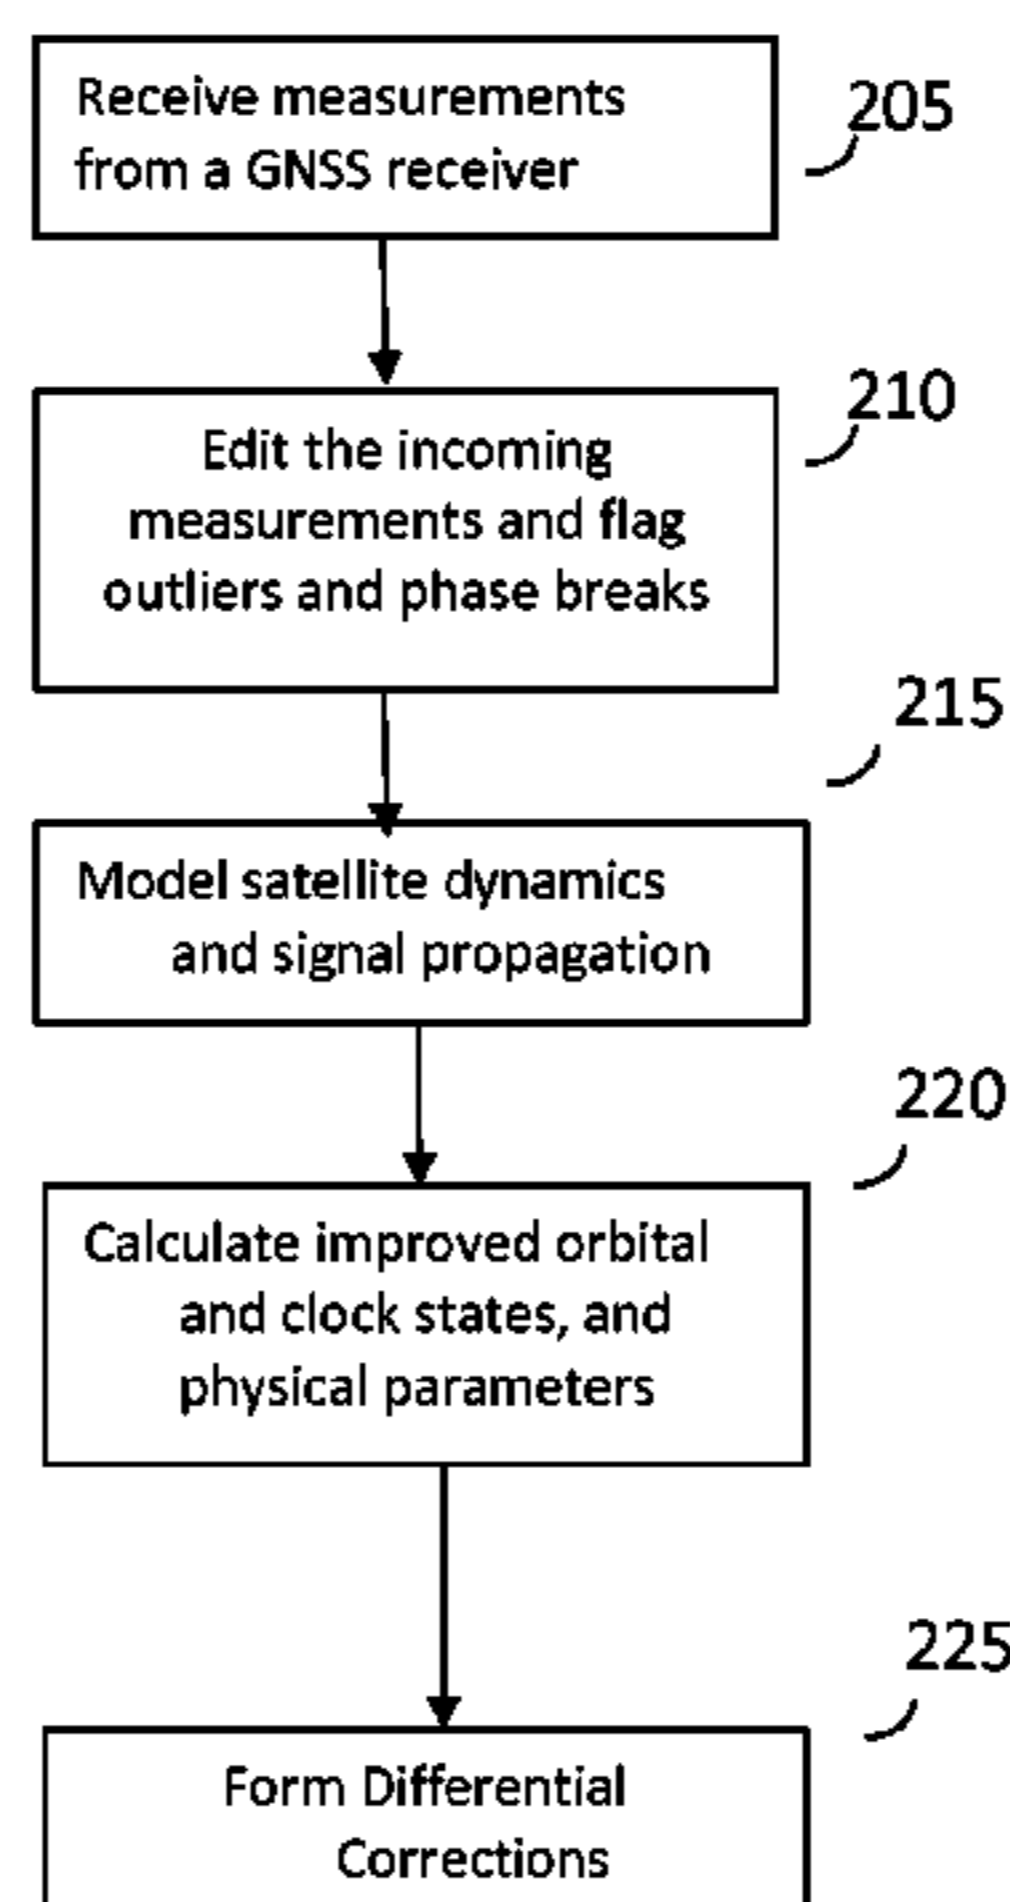 Receive measurements
from a GNSS receiver
205
Edit the incoming
measurements and flag
outliers and phase breaks
210
Model satellite dynamics
and signal propagation
215
Calculate improved orbital
and clock states, and
physical parameters
220
Form Differential
Corrections
225